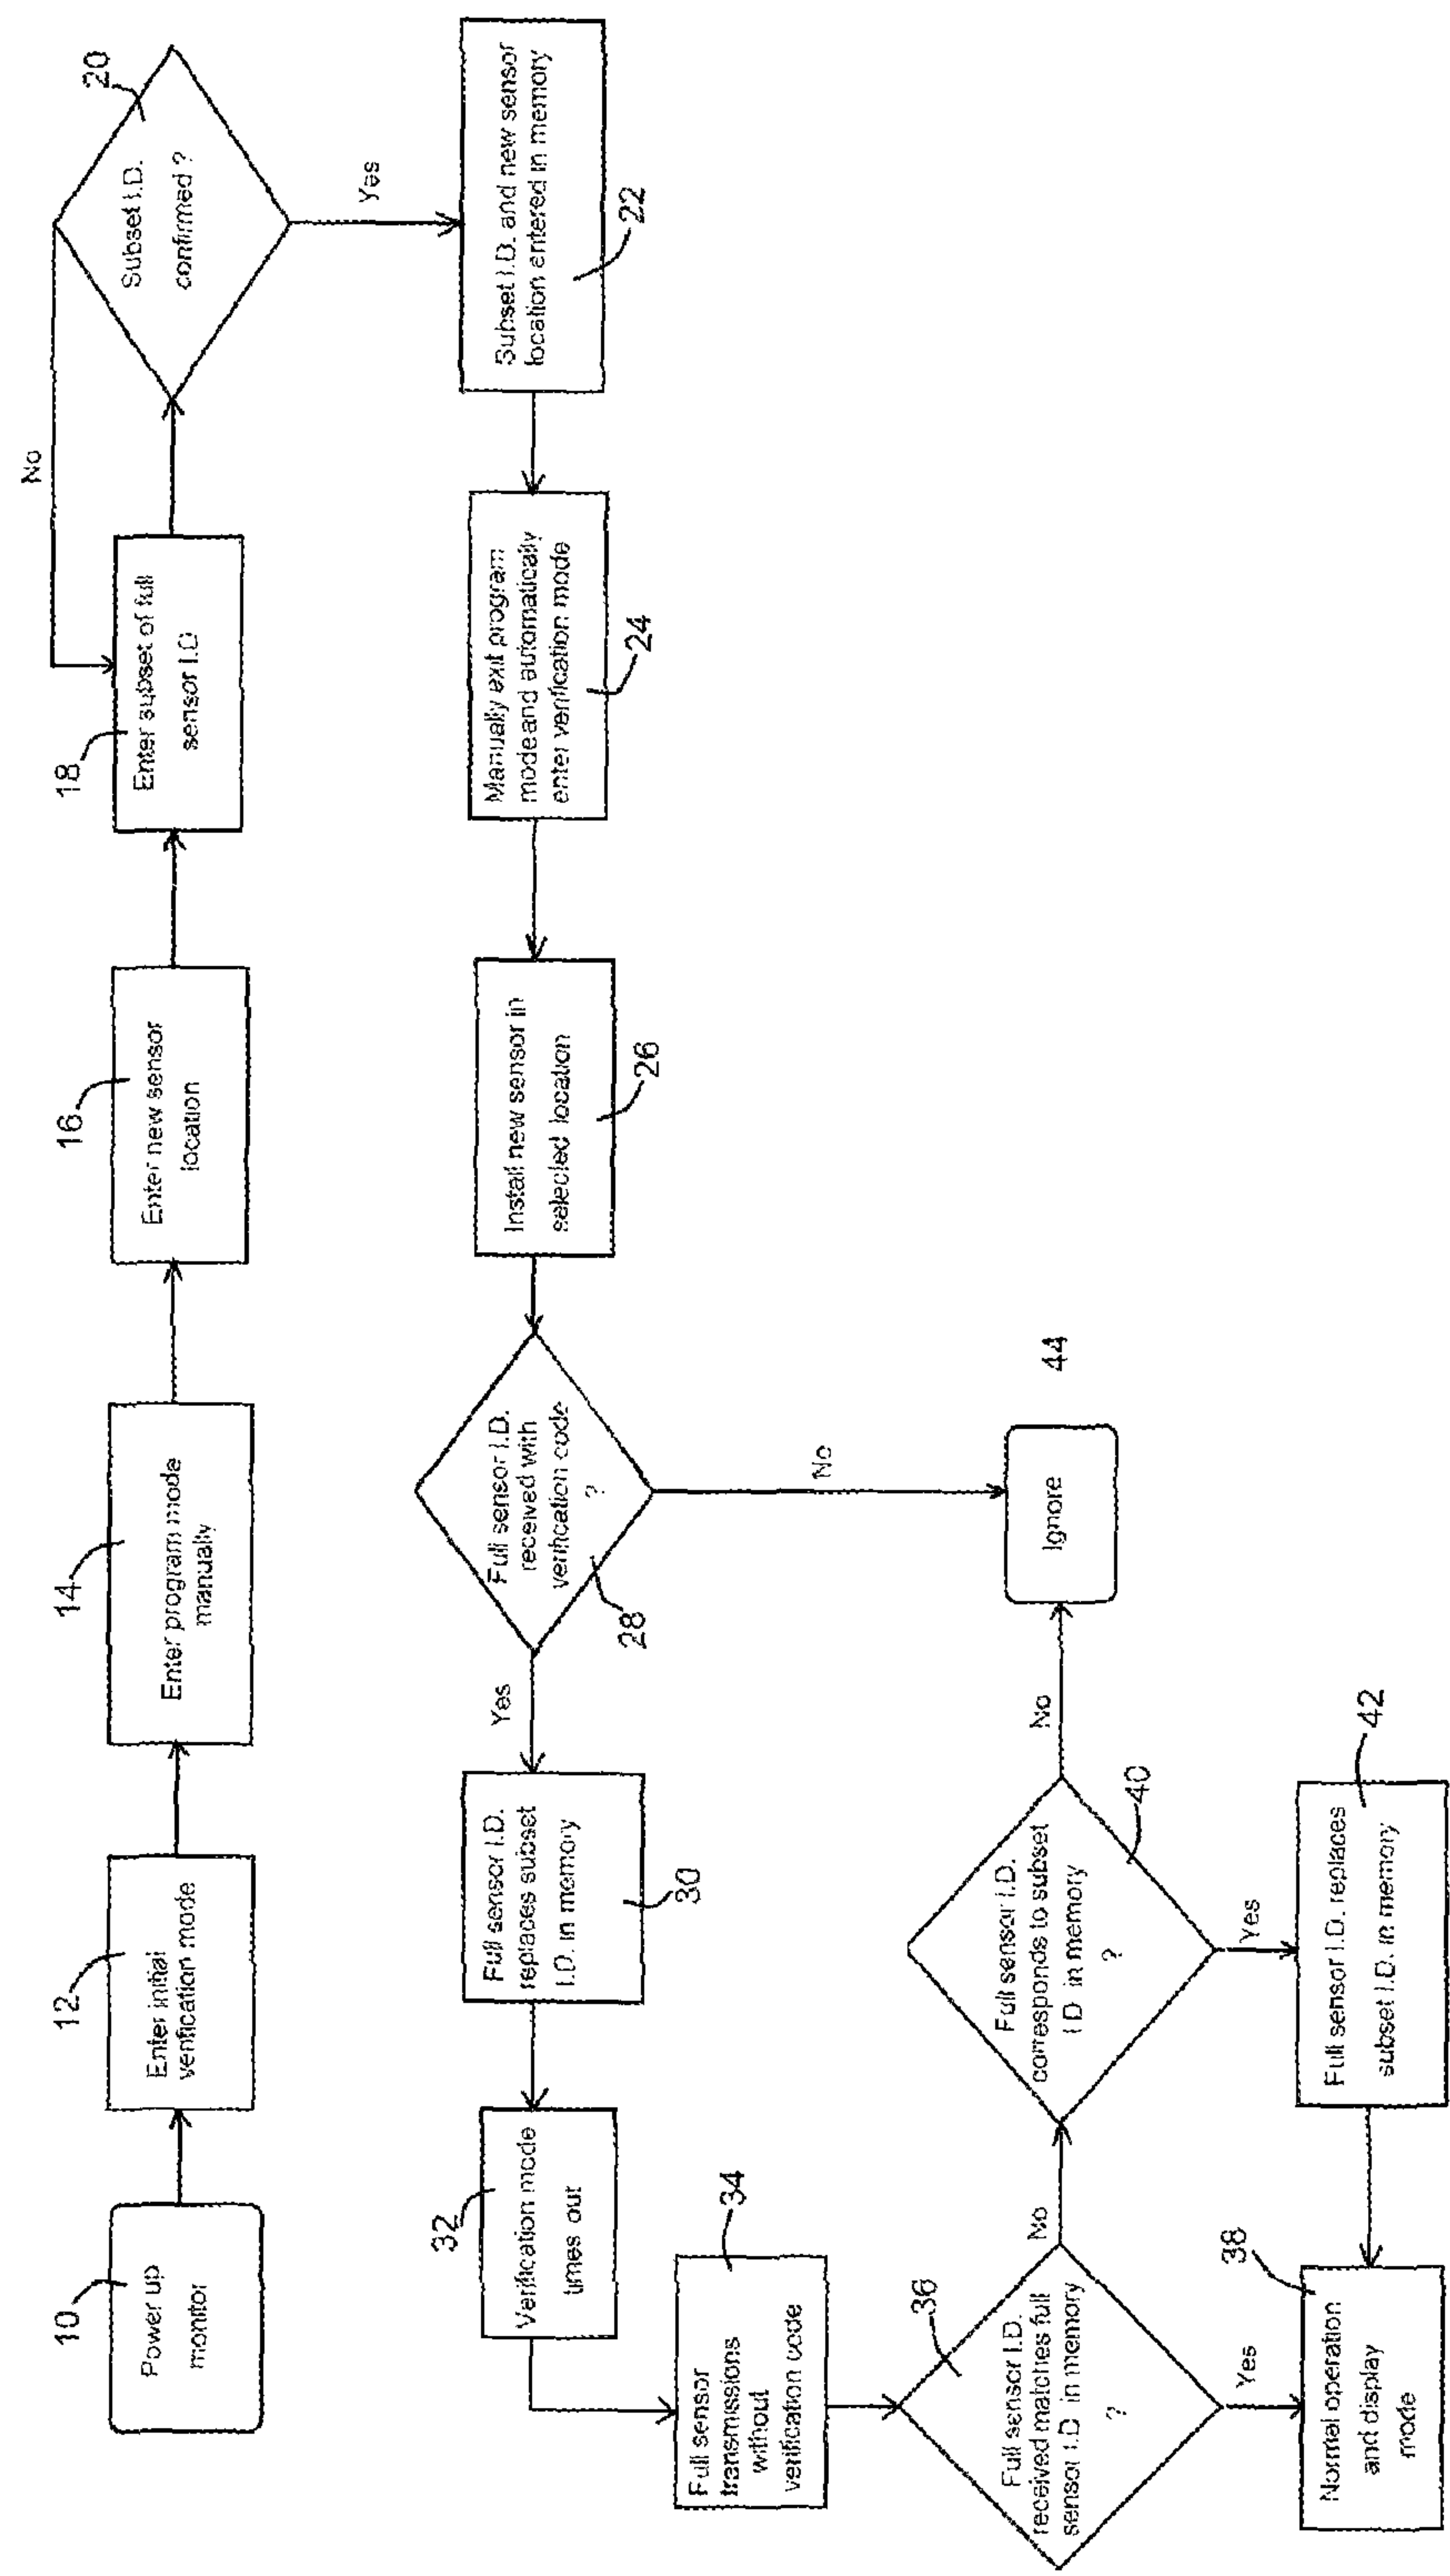 10
Power up
monitor
12
Enter initial
verification mode
14
Enter program mode
manually
16
Enter new sensor
location
18
Enter subset of full
sensor I.D
No
20
Subset I.D.
confirmed ?
Yes
Subset I.D. and new sensor
location entered in memory
22
Manually exit program
mode and automatically
enter verification mode
24
Install new sensor in
selected location
26
Full sensor I.D.
received with
verification code
?
28
Yes
No
Full sensor I.D.
replaces subset
I.D. in memory
30
32
Verification mode
times out
34
Full sensor
transmissions
without
verification code
36
Full sensor I.D.
received matches full
sensor I.D. in memory
?
No
Yes
38
Normal operation
and display
mode
Full sensor I.D.
corresponds to subset
I.D. in memory
?
40
No
Yes
42
Full sensor I.D. replaces
subset I.D. in memory
Ignore
44